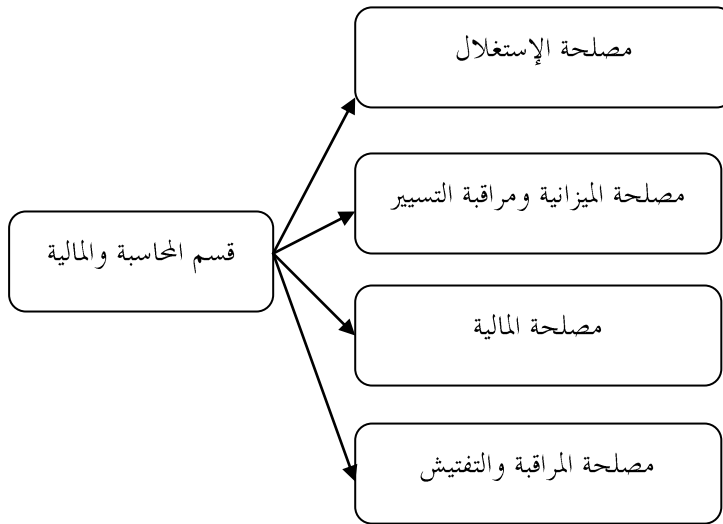 مصلحة الإستغلال
مصلحة الميزانية ومراقبة التسيير
قسم المحاسبة والمالية
مصلحة المالية
مصلحة المراقبة والتفتيش